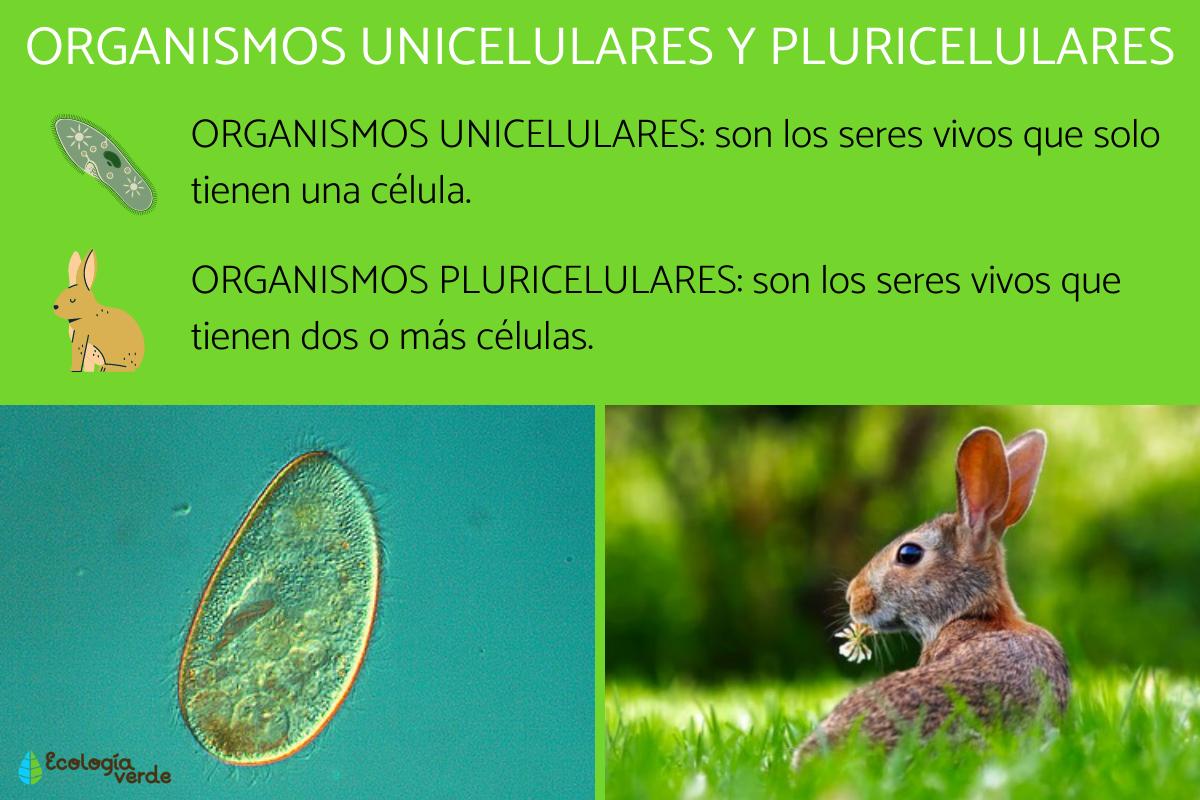 ORGANISMOS UNICELULARES Y PLURICELULARES
ORGANISMOS UNICELULARES: son los seres vivos que solo
tienen una célula.
ORGANISMOS PLURICELULARES: son los seres vivos que
tienen dos o más células.
Ecología
verde